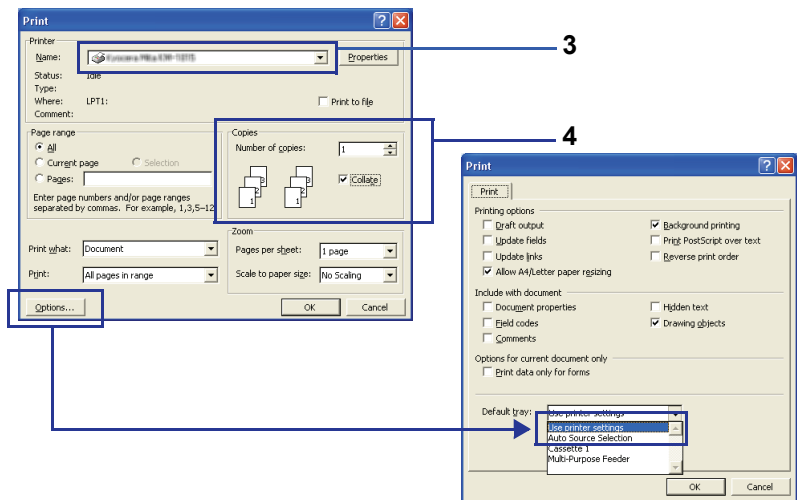 Print
Printer
Name:
Properties
Status: Idle
Type:
Where: LPT1:
Comment:
Print to file
3
Page range
All
Current page
Selection
Pages:
Enter page numbers and/or page ranges
separated by commas. For example, 1,3,5–12
Copies
Number of copies: 1
1 2 3
1 2 3
Collate
4
Print what: Document
Print: All pages in range
Zoom
Pages per sheet: 1 page
Scale to paper size: No Scaling
Options...
OK
Cancel
Print
Print
Printing options
Draft output
Update fields
Update links
Allow A4/Letter paper resizing
Background printing
Print PostScript over text
Reverse print order
Include with document
Document properties
Field codes
Comments
Hidden text
Drawing objects
Options for current document only
Print data only for forms
Default tray: Use printer settings
Use printer settings
Auto Source Selection
Cassette 1
Multi-Purpose Feeder
OK
Cancel